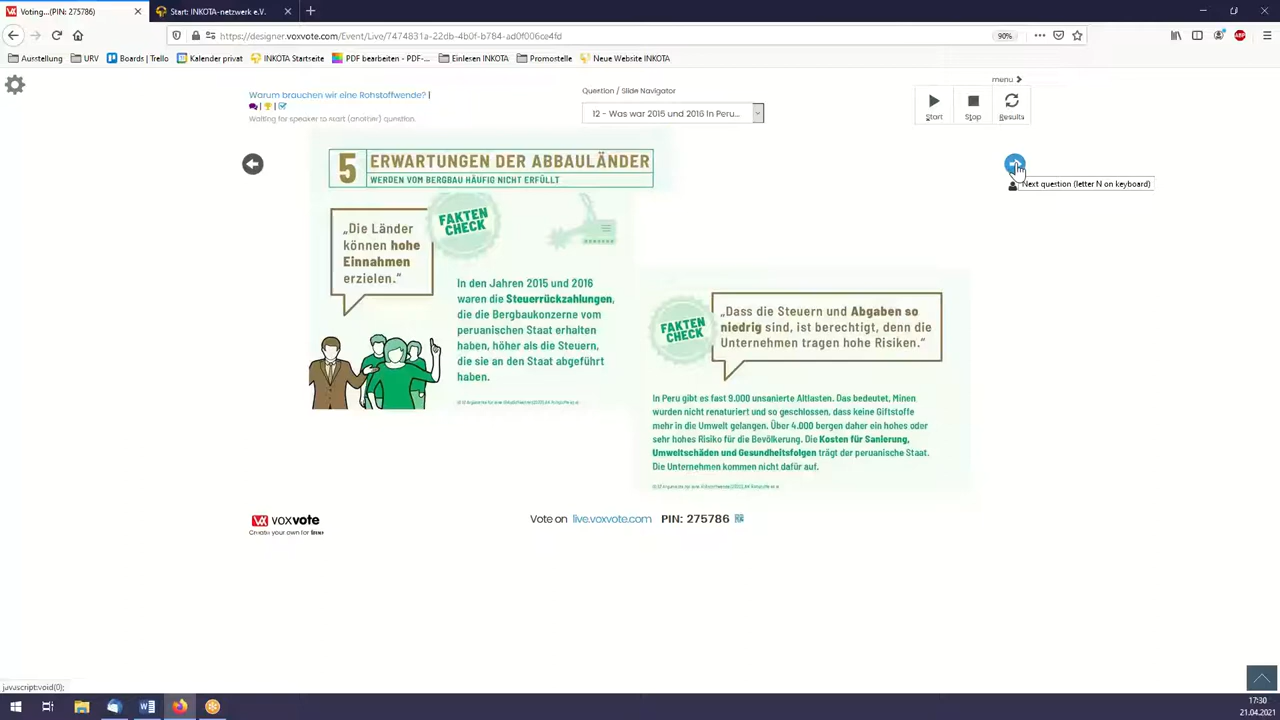 Voting...(PIN: 275786)
Start: INKOTA-netzwerk e.V.
https://designer.voxvote.com/Event/Live/7474831a-22db-4b0f-b784-ad0f006ce4fd
90%
Ausstellung
URV
Boards | Trello
Kalender privat
INKOTA Startseite
PDF bearbeiten - PDF-...
Einlesen INKOTA
Promostelle
Neue Website INKOTA
menu
Warum brauchen wir eine Rohstoffwende? |
Waiting for speaker to start (another) question.
Question / Slide Navigator
12 - Was war 2015 und 2016 in Peru...
Start
Stop
Results
Next question (letter N on keyboard)
5 ERWARTUNGEN DER ABBAULÄNDER
WERDEN VOM BERGBAU HÄUFIG NICHT ERFÜLLT
„Die Länder
können hohe
Einnahmen
erzielen.“
FAKTEN
CHECK
In den Jahren 2015 und 2016
waren die Steuerrückzahlungen,
die die Bergbaukonzerne vom
peruanischen Staat erhalten
haben, höher als die Steuern,
die sie an den Staat abgeführt
haben.
FAKTEN
CHECK
„Dass die Steuern und Abgaben so
niedrig sind, ist berechtigt, denn die
Unternehmen tragen hohe Risiken.“
In Peru gibt es fast 9.000 unsanierte Altlasten. Das bedeutet, Minen
wurden nicht renaturiert und so geschlossen, dass keine Giftstoffe
mehr in die Umwelt gelangen. Über 4.000 bergen daher ein hohes oder
sehr hohes Risiko für die Bevölkerung. Die Kosten für Sanierung,
Umweltschäden und Gesundheitsfolgen trägt der peruanische Staat.
Die Unternehmen kommen nicht dafür auf.
voxvote
Create your own for free
Vote on live.voxvote.com PIN: 275786
javascript:void(0);
17:30
21.04.2021